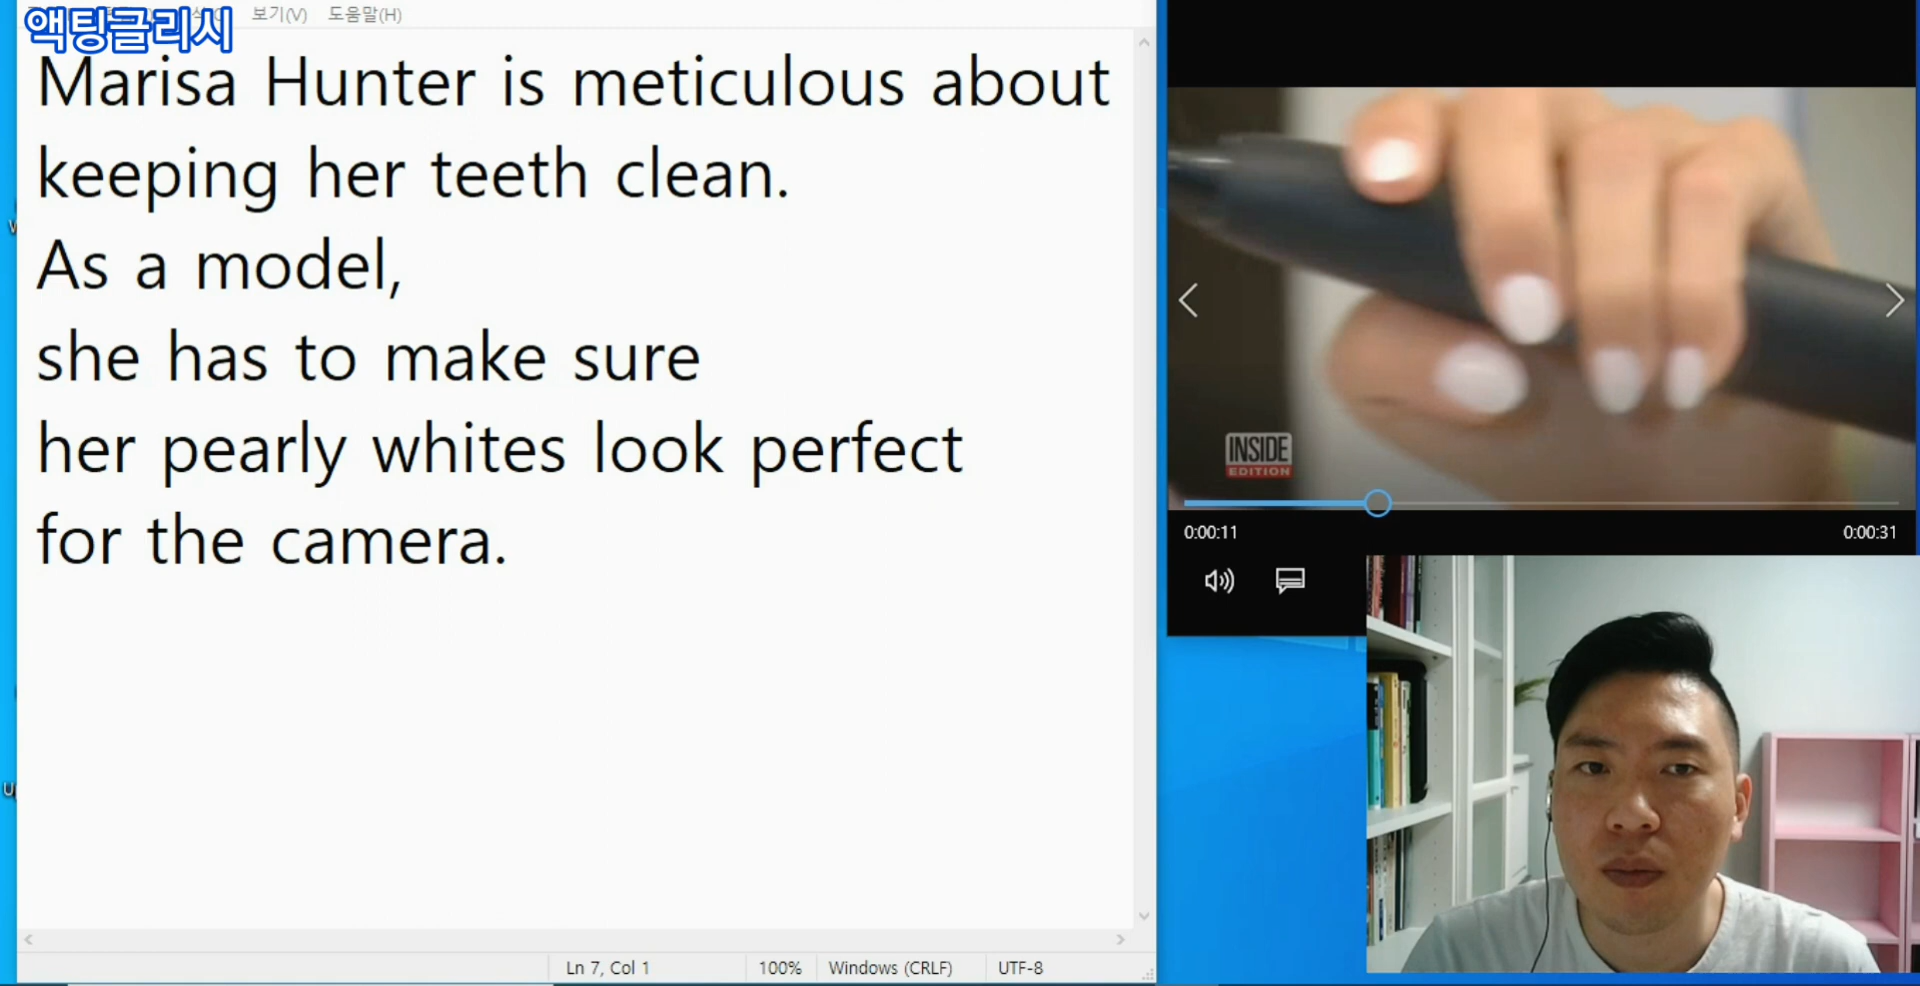 액팅글리시
보기(V) 도움말(H)
Marisa Hunter is meticulous about
keeping her teeth clean.
As a model,
she has to make sure
her pearly whites look perfect
for the camera.
Ln 7, Col 1 100% Windows (CRLF) UTF-8
INSIDE
EDITION
0:00:11 0:00:31